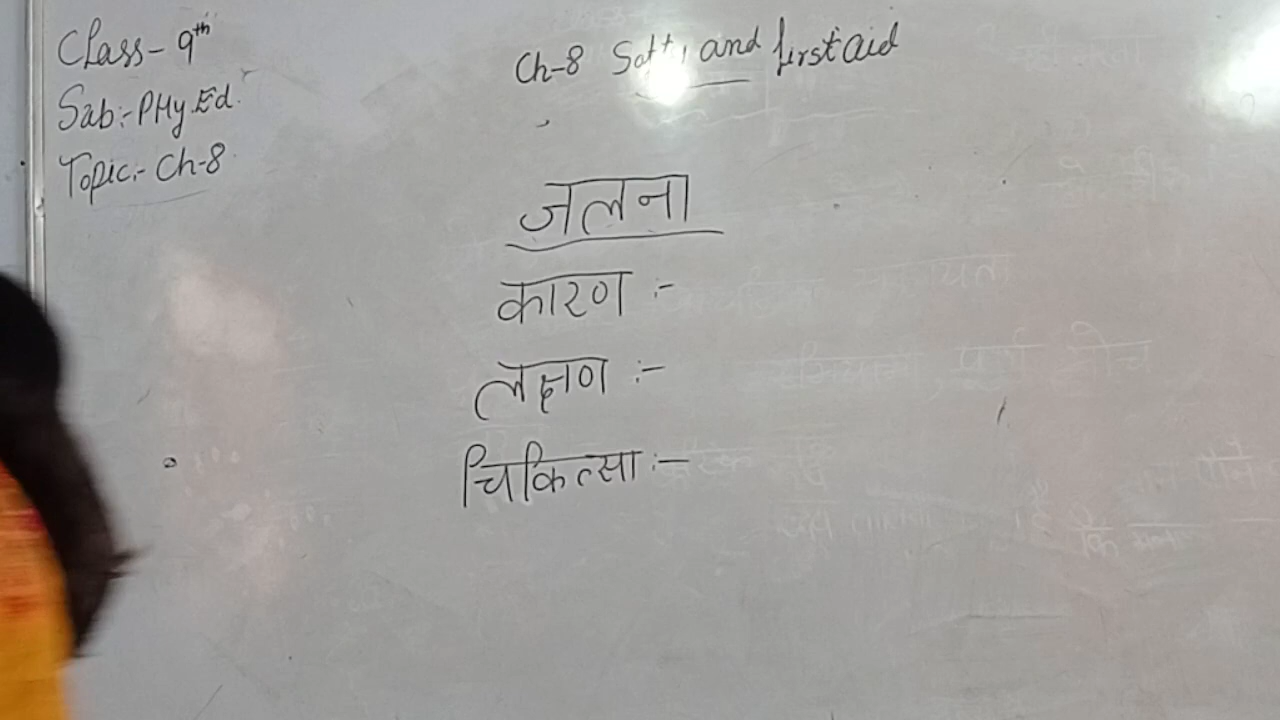 Class- 9th
Sub:- PHy.Ed.
Topic:- Ch-8
Ch-8 and first aid
जलना
कारण :-
लक्षण :-
चिकित्सा :-